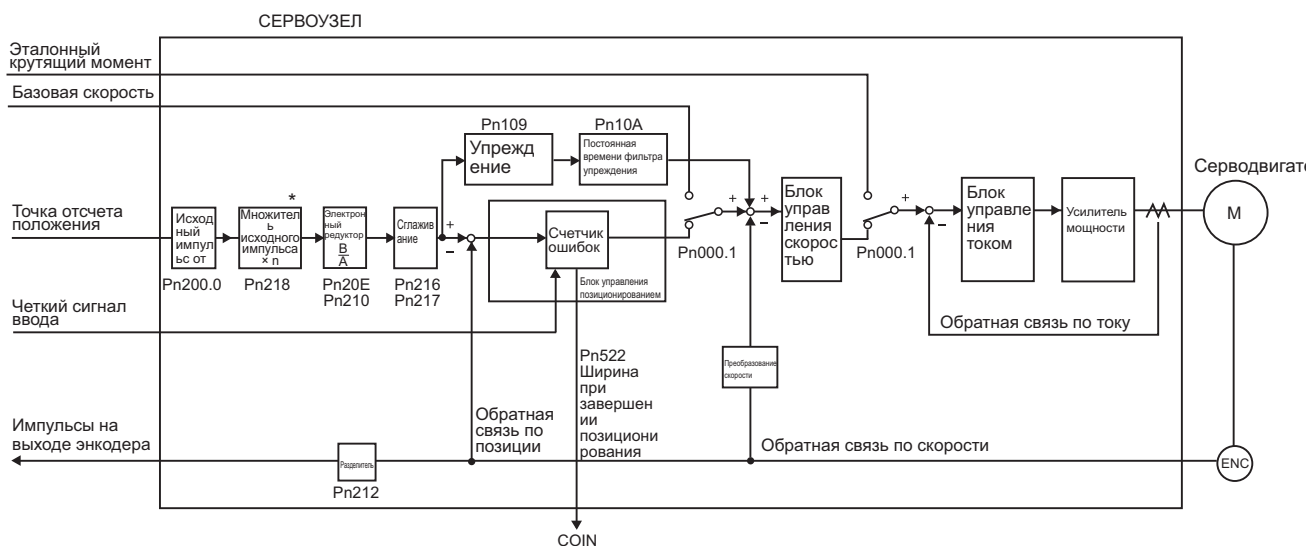 СЕРВОУЗЕЛ
Эталонный
крутящий момент
Базовая скорость
Pn109
Pn10A
Упрежд
ение
Постоянная
времени фильтра
упреждения
Серводвигате
Точка отсчета
положения
Исход
ный
импул
ьс от
Pn200.0
*
Множител
ь
исходного
импульса
× n
Pn218
Электрон
ный
редуктор
B
A
Pn20E
Pn210
Сглажив
ание
Pn216
Pn217
+
−
Счетчик
ошибок
Блок управления
позиционированием
Pn000.1
+
+
−
Блок
управ
ления
скорос
тью
Pn000.1
+
−
Блок
управле
ния
током
Усилитель
мощности
M
Четкий сигнал
ввода
Обратная связь по току
Pn522
Ширина
при
завершен
ии
позициони
рования
Преобразование
скорости
Импульсы на
выходе энкодера
Разделитель
Pn212
Обратная
связь по
позиции
Обратная связь по скорости
ENC
COIN